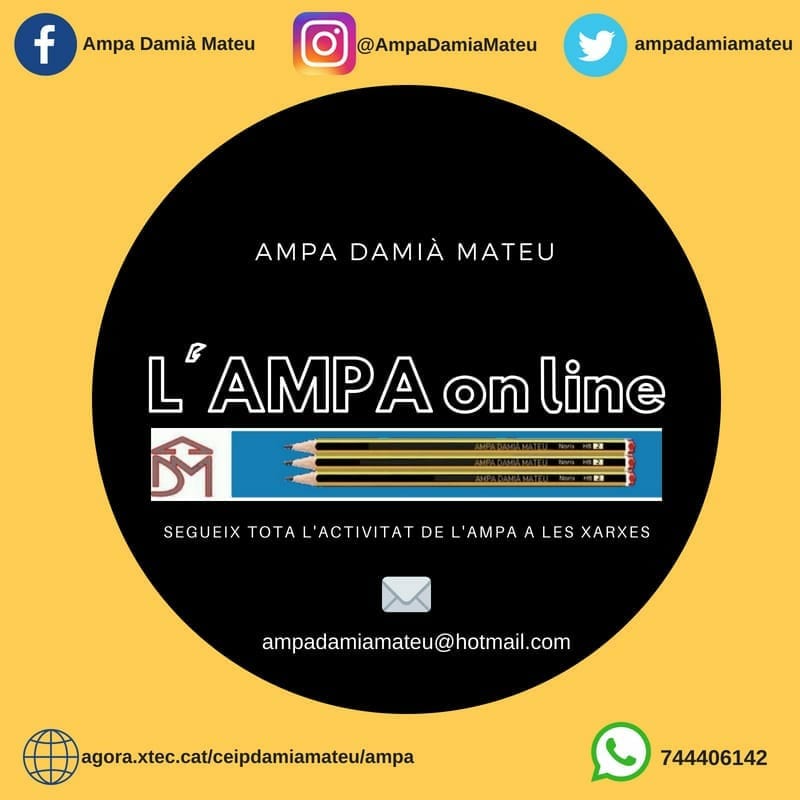 Ampa Damià Mateu
@AmpaDamiaMateu
ampadamiamateu
AMPA DAMIÀ MATEU
L´AMPA on line
DM
AMPA DAMIÀ MATEU Noris HB 2
AMPA DAMIÀ MATEU Noris HB 2
AMPA DAMIÀ MATEU Noris HB 2
SEGUEIX TOTA L'ACTIVITAT DE L'AMPA A LES XARXES
ampadamiamateu@hotmail.com
agora.xtec.cat/ceipdamiamateu/ampa
744406142